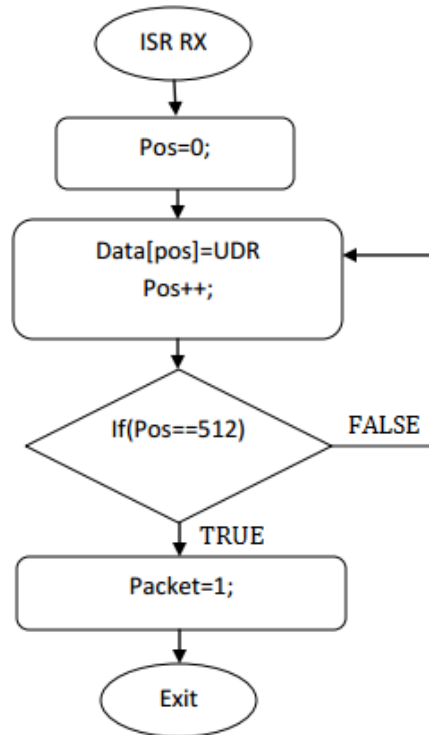 ISR RX
Pos=0;
Data[pos]=UDR
Pos++;
If(Pos==512)
FALSE
TRUE
Packet=1;
Exit